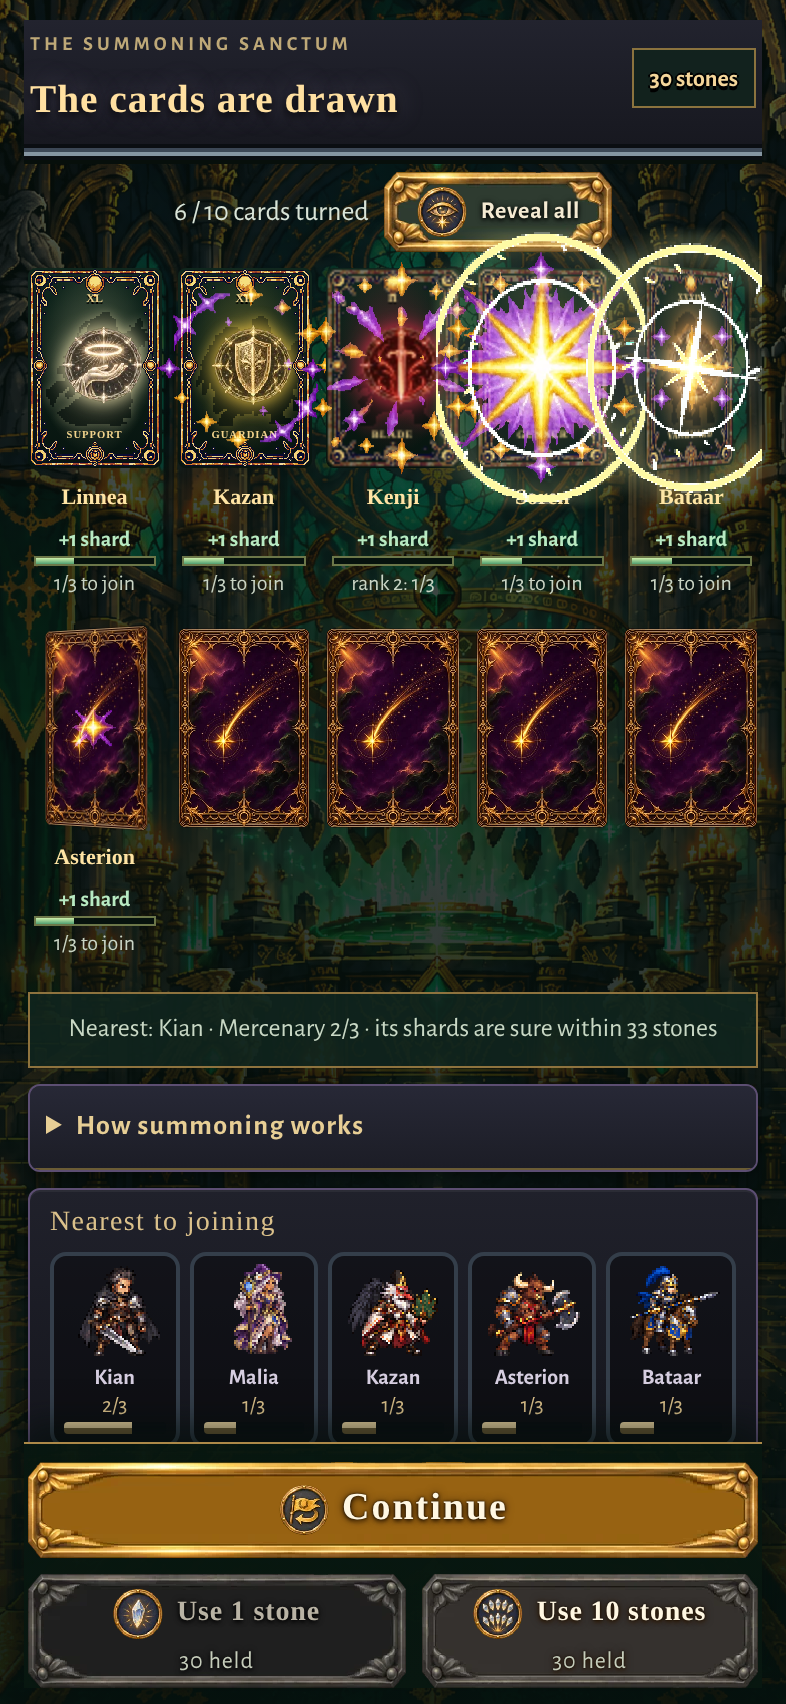 THE SUMMONING SANCTUM
The cards are drawn
30 stones
6 / 10 cards turned
Reveal all
XL
SUPPORT
GUARDIAN
BLADE
Linnea
Kazan
Kenji
Soren
Bataar
+1 shard
+1 shard
+1 shard
+1 shard
+1 shard
1/3 to join
1/3 to join
rank 2: 1/3
1/3 to join
1/3 to join
Asterion
+1 shard
1/3 to join
Nearest: Kian · Mercenary 2/3 · its shards are sure within 33 stones
▶ How summoning works
Nearest to joining
Kian
Malia
Kazan
Asterion
Bataar
2/3
1/3
1/3
1/3
1/3
Continue
Use 1 stone
30 held
Use 10 stones
30 held